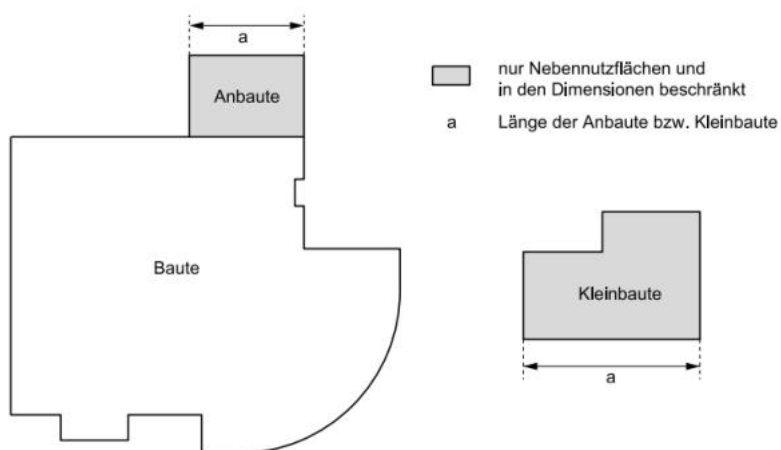 a
Anbaute
nur Nebennutzflächen und
in den Dimensionen beschränkt
a Länge der Anbaute bzw. Kleinbaute
Baute
Kleinbaute
a